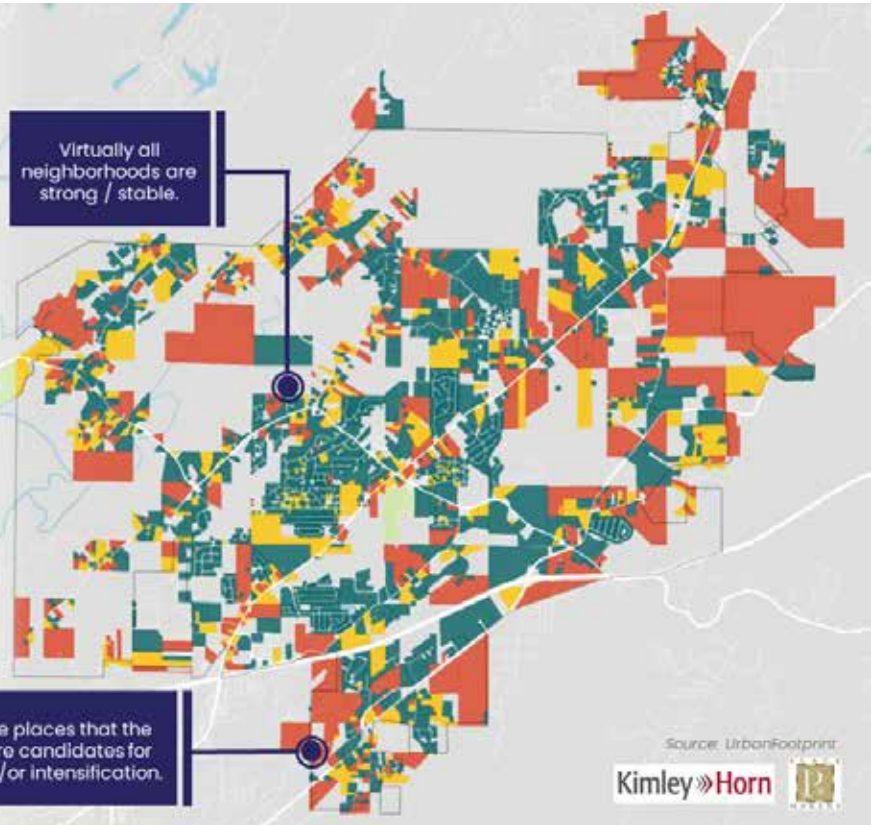 Virtually all
neighborhoods are
strong / stable.
e places that the
re candidates for
/or intensification.
Source: UrbanFootprint
Kimley»Horn